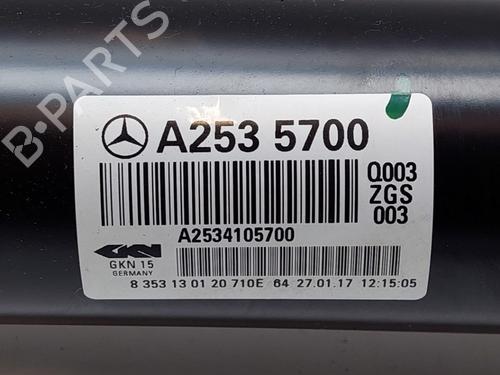 B-PARTS
A253 5700
Q003
ZGS
003
A2534105700
GKN
GKN 15
GERMANY
8 353 13 01 20 710E 64 27.01.17 12:15:05